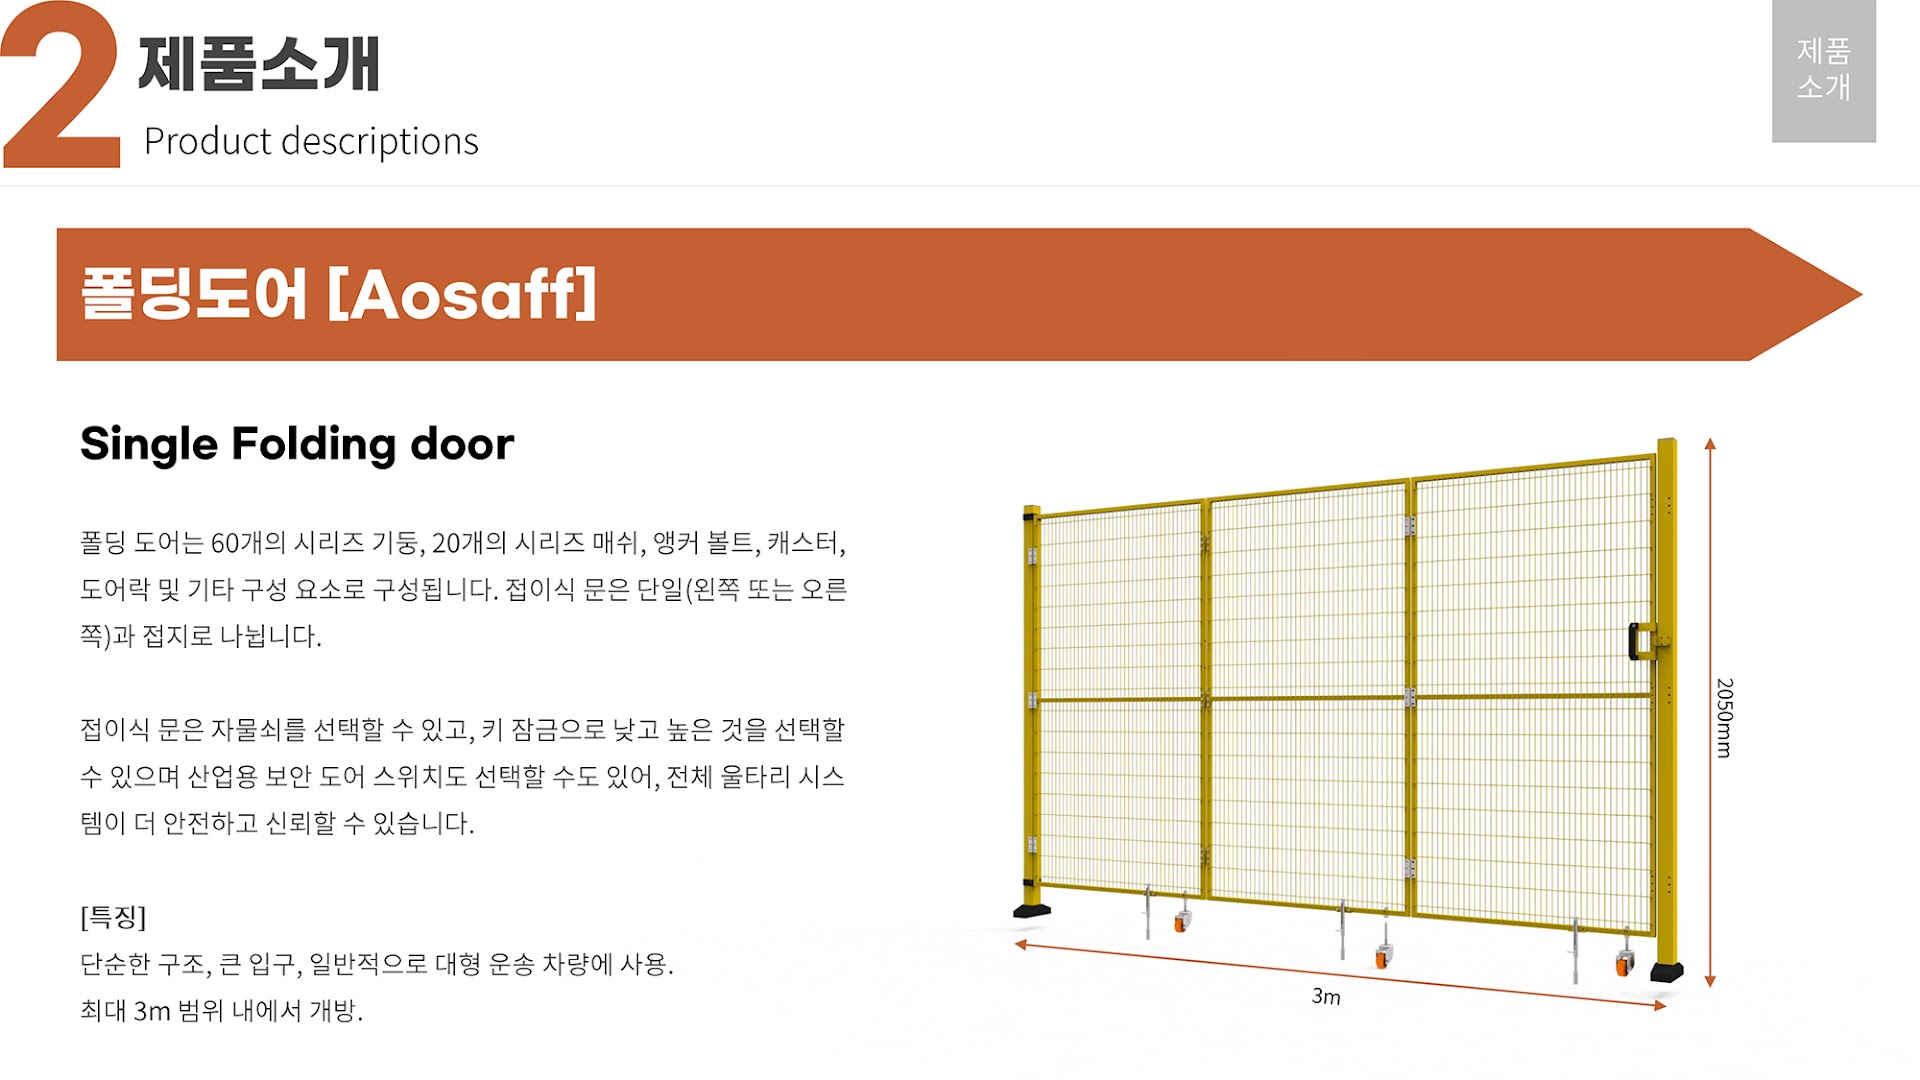 2 제품소개
Product descriptions
제품
소개
폴딩도어 [Aosaff]
Single Folding door
폴딩 도어는 60개의 시리즈 기둥, 20개의 시리즈 매쉬, 앵커 볼트, 캐스터,
도어락 및 기타 구성 요소로 구성됩니다. 접이식 문은 단일(왼쪽 또는 오른
쪽)과 접지로 나뉩니다.
접이식 문은 자물쇠를 선택할 수 있고, 키 잠금으로 낮고 높은 것을 선택할
수 있으며 산업용 보안 도어 스위치도 선택할 수도 있어, 전체 울타리 시스
템이 더 안전하고 신뢰할 수 있습니다.
[특징]
단순한 구조, 큰 입구, 일반적으로 대형 운송 차량에 사용.
최대 3m 범위 내에서 개방.
2050mm
3m